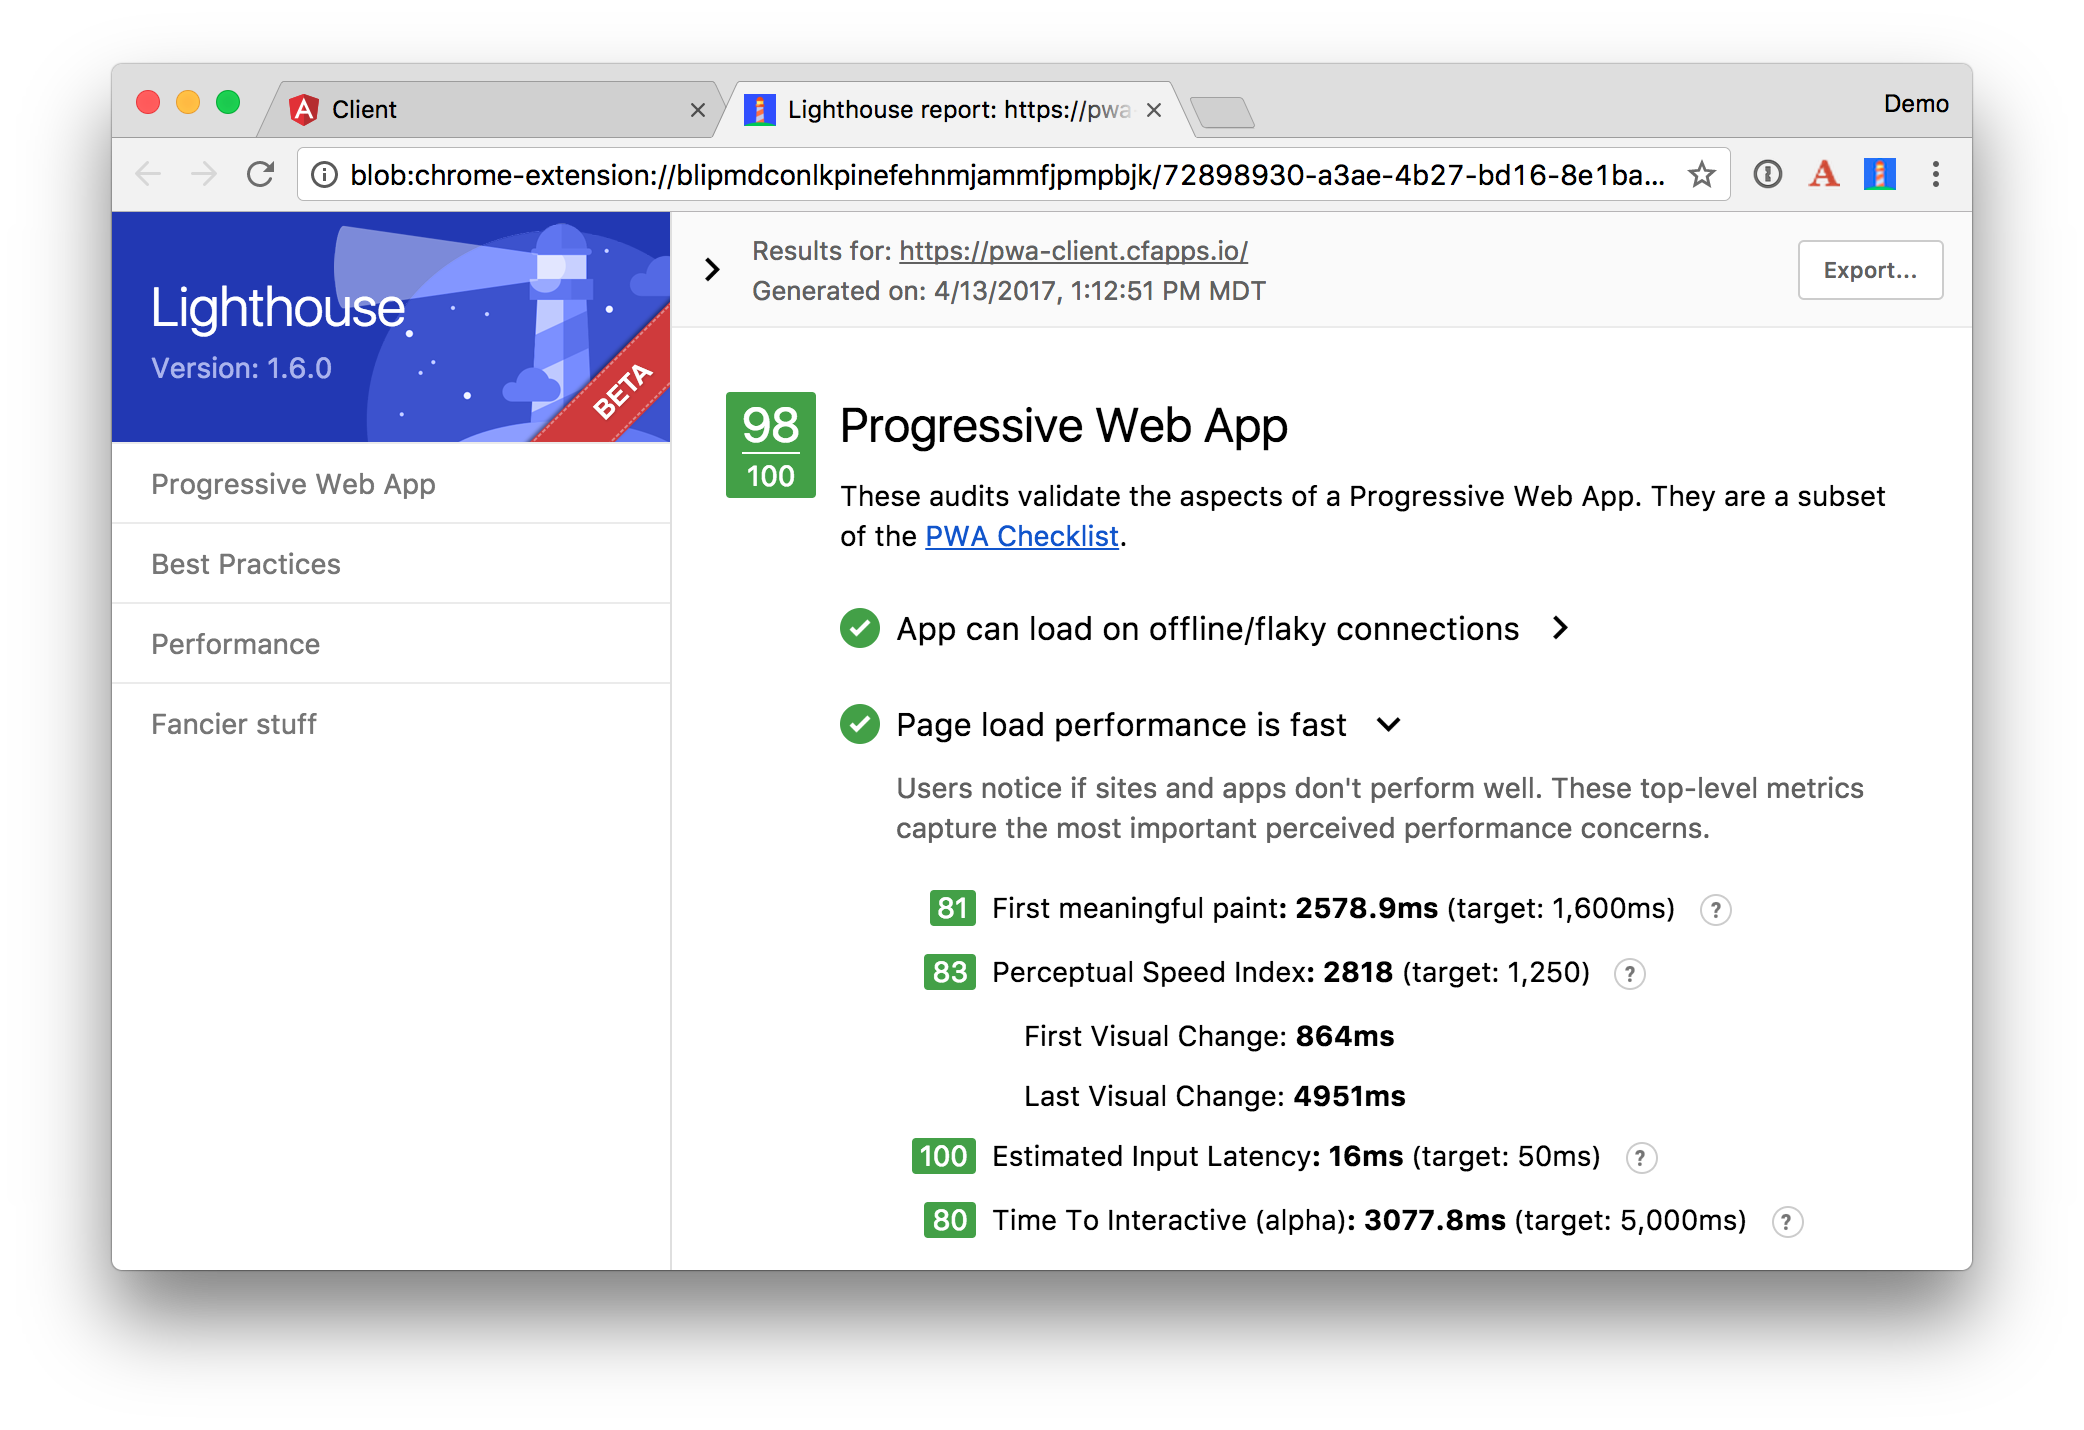 Client
Lighthouse report: https://pwa
Demo
blob:chrome-extension://blipmdconlkpinefehnmjammfjpmpbjk/72898930-a3ae-4b27-bd16-8e1ba...
A
Lighthouse
Version: 1.6.0
BETA
Progressive Web App
Best Practices
Performance
Fancier stuff
Results for: https://pwa-client.cfapps.io/
Generated on: 4/13/2017, 1:12:51 PM MDT
Export...
98
100
Progressive Web App
These audits validate the aspects of a Progressive Web App. They are a subset
of the PWA Checklist.
App can load on offline/flaky connections
Page load performance is fast
Users notice if sites and apps don't perform well. These top-level metrics
capture the most important perceived performance concerns.
81 First meaningful paint: 2578.9ms (target: 1,600ms) ?
83 Perceptual Speed Index: 2818 (target: 1,250) ?
First Visual Change: 864ms
Last Visual Change: 4951ms
100 Estimated Input Latency: 16ms (target: 50ms) ?
80 Time To Interactive (alpha): 3077.8ms (target: 5,000ms) ?